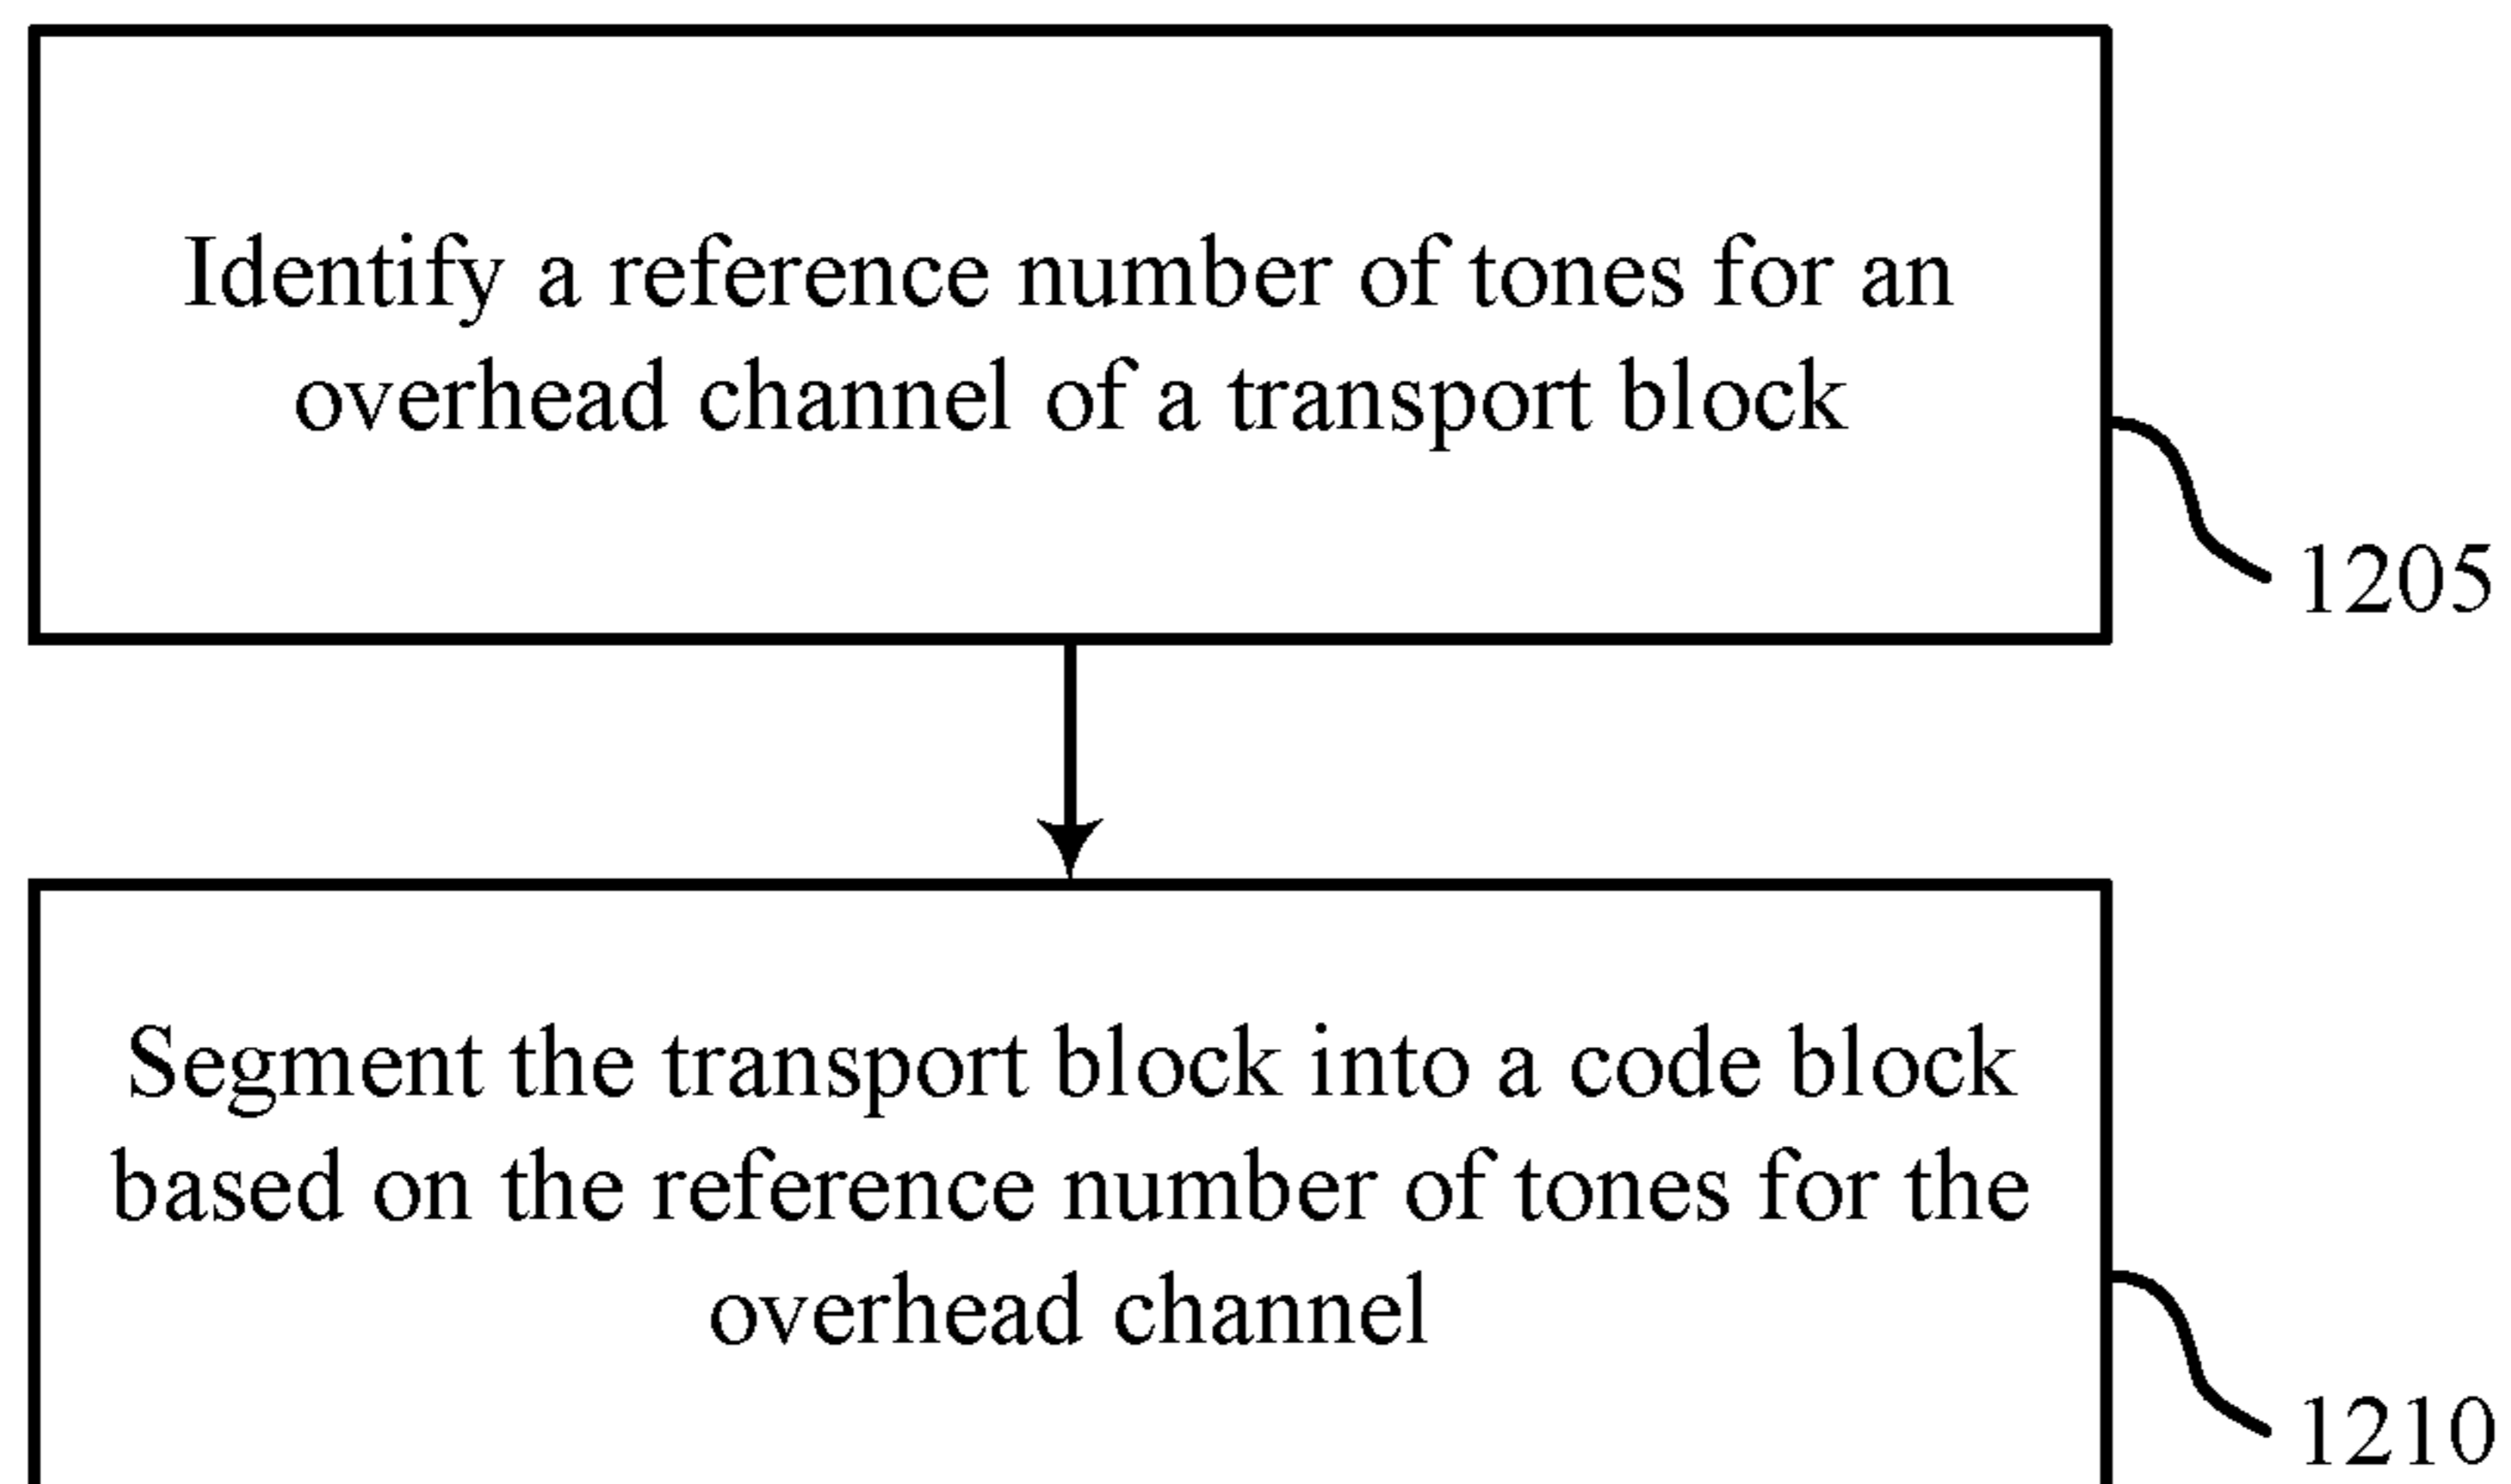 Identify a reference number of tones for an
overhead channel of a transport block
1205
Segment the transport block into a code block
based on the reference number of tones for the
overhead channel
1210